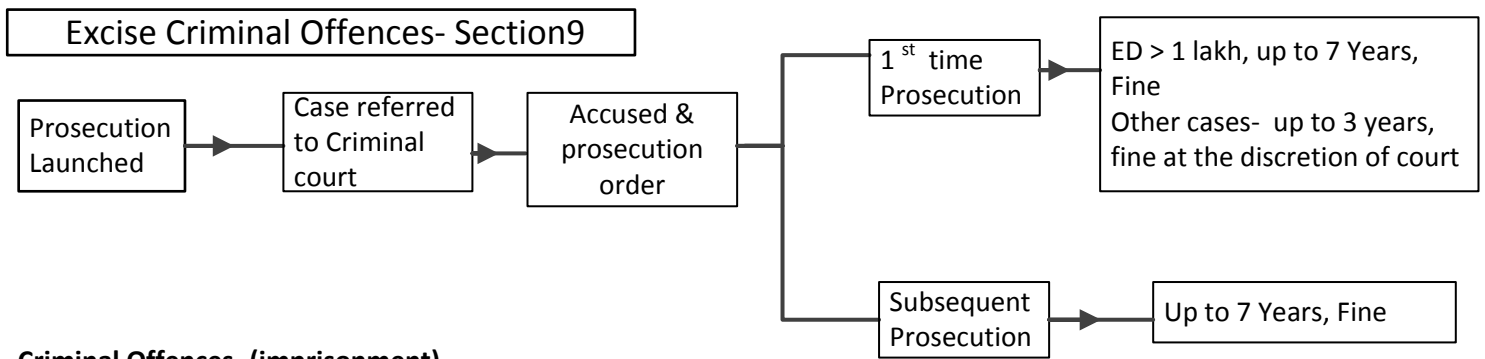 Excise Criminal Offences- Section9
Prosecution
Launched
Case referred
to Criminal
court
Accused &
prosecution
order
1 st time
Prosecution
ED > 1 lakh, up to 7 Years,
Fine
Other cases- up to 3 years,
fine at the discretion of court
Subsequent
Prosecution
Up to 7 Years, Fine
Criminal Offences- (imprisonment)